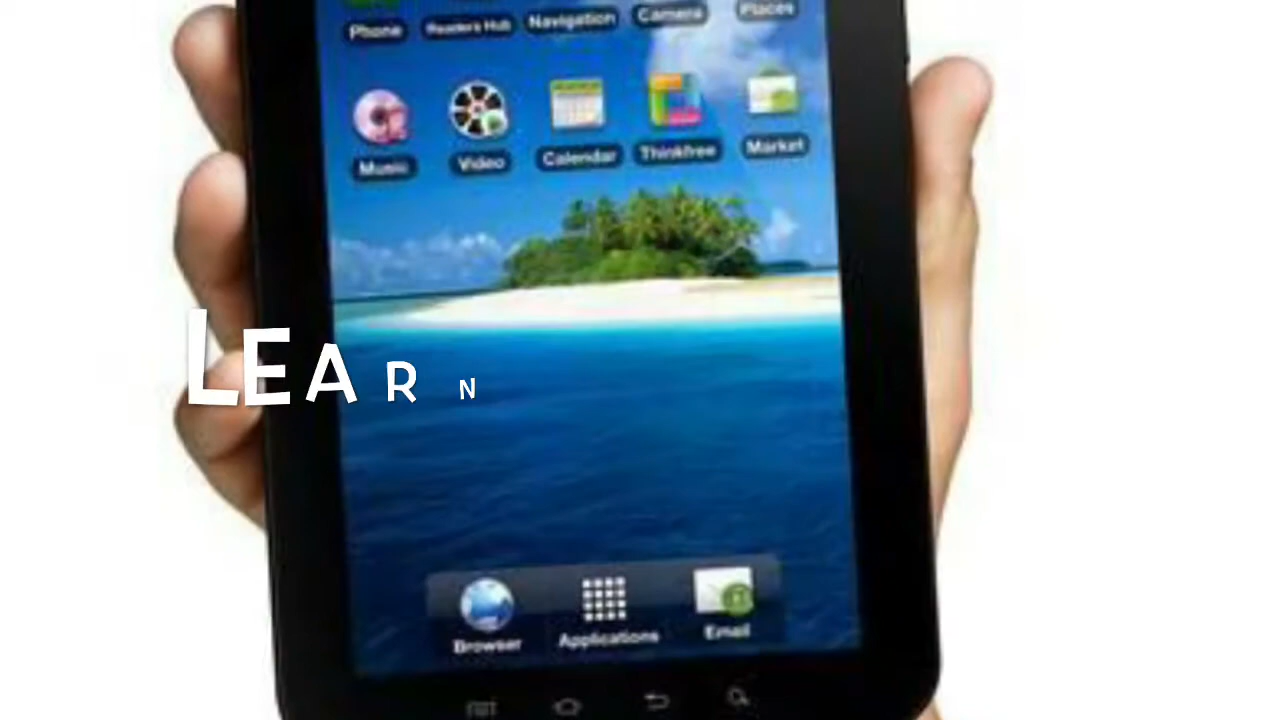 Phone Readers Hub Navigation Camera Places
Music Video Calendar Thinkfree Market
LEARN
Browser Applications Email